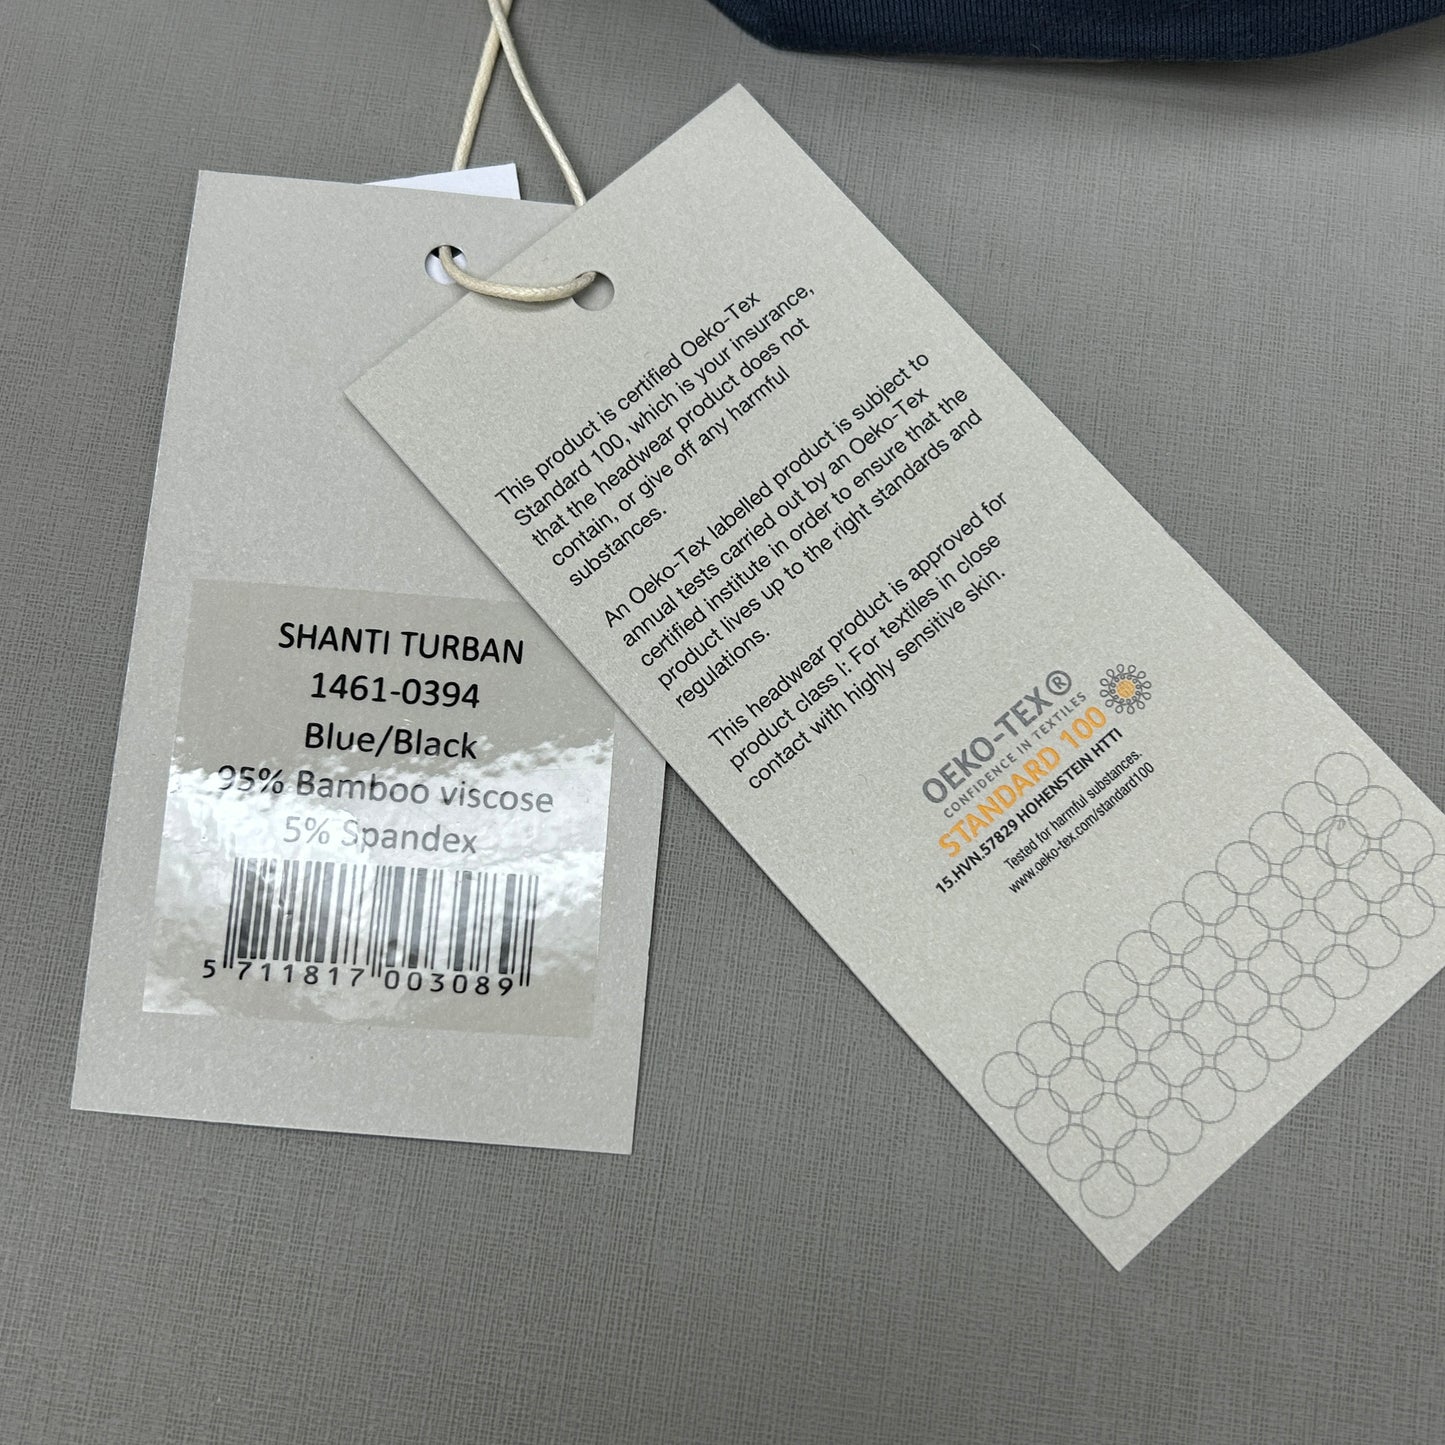 SHANTI TURBAN
1461-0394
Blue/Black
95% Bamboo viscose
5% Spandex
5 711817 003089
This product is certified Oeko-Tex
Standard 100, which is your insurance,
that the headwear product does not
contain, or give off any harmful
substances.
An Oeko-Tex labelled product is subject to
annual tests carried out by an Oeko-Tex
certified institute in order to ensure that the
product lives up to the right standards and
regulations.
This headwear product is approved for
product class I: For textiles in close
contact with highly sensitive skin.
OEKO-TEX®
CONFIDENCE IN TEXTILES
STANDARD 100
15.HVN.57829 HOHENSTEIN HTTI
Tested for harmful substances.
www.oeko-tex.com/standard100